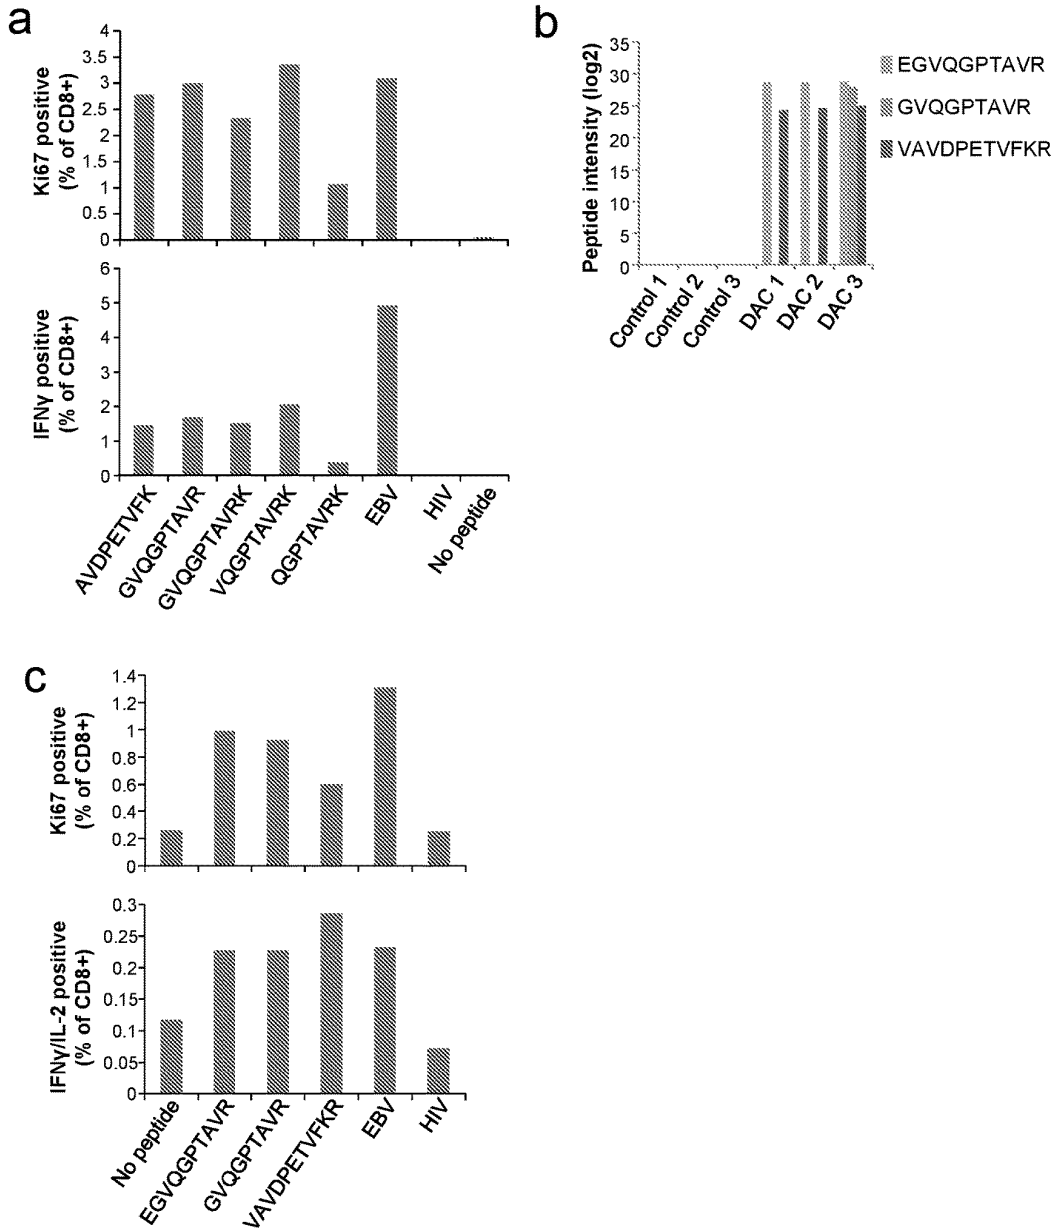 a
4
3.5
3
2.5
2
1.5
1
0.5
0
Ki67 positive
(% of CD8+)
6
5
4
3
2
1
0
IFNγ positive
(% of CD8+)
AVDPETVFK
GVQGPTAVR
GVQGPTAVRK
VQGPTAVRK
QGPTAVRK
EBV
HIV
No peptide
b
35
30
25
20
15
10
5
0
Peptide intensity (log2)
Control 1
Control 2
Control 3
DAC 1
DAC 2
DAC 3
EGVQGPTAVR
GVQGPTAVR
VAVDPETVFKR
c
1.4
1.2
1
0.8
0.6
0.4
0.2
0
Ki67 positive
(% of CD8+)
0.3
0.25
0.2
0.15
0.1
0.05
0
IFNγ/IL-2 positive
(% of CD8+)
No peptide
EGVQGPTAVR
GVQGPTAVR
VAVDPETVFKR
EBV
HIV